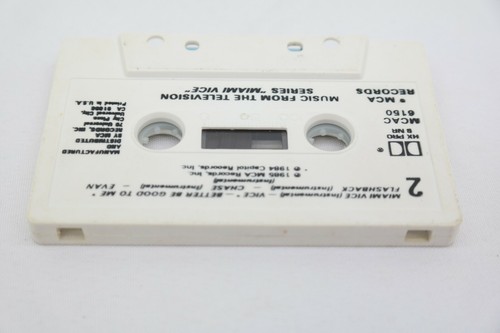 2
MIAMI VICE (Instrumental) - VICE - BETTER BE GOOD TO ME *
FLASHBACK (Instrumental) - CHASE - EVAN
(Instrumental) (Instrumental)
℗ 1985 MCA Records, Inc.
* ℗ 1984 Capitol Records, Inc.
HX PRO
B NR
MCAC
6150
MCA
RECORDS
MANUFACTURED
AND
DISTRIBUTED
BY MCA
RECORDS, INC.
70 Universal
City Plaza
Universal City,
CA 91608
Printed in U.S.A.
MUSIC FROM THE TELEVISION
SERIES "MIAMI VICE"